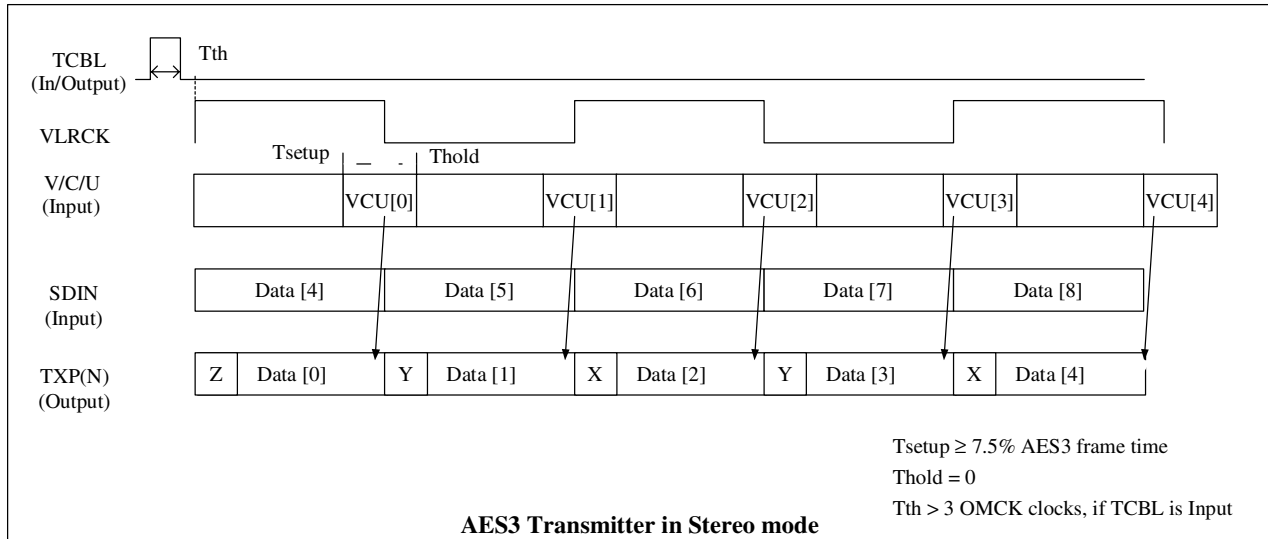 TCBL
(In/Output)
Tth
VLRCK
Tsetup
Thold
V/C/U
(Input)
VCU[0] VCU[1] VCU[2] VCU[3] VCU[4]
SDIN
(Input)
Data [4] Data [5] Data [6] Data [7] Data [8]
TXP(N)
(Output)
Z Data [0] Y Data [1] X Data [2] Y Data [3] X Data [4]
Tsetup ≥ 7.5% AES3 frame time
Thold = 0
Tth > 3 OMCK clocks, if TCBL is Input
AES3 Transmitter in Stereo mode